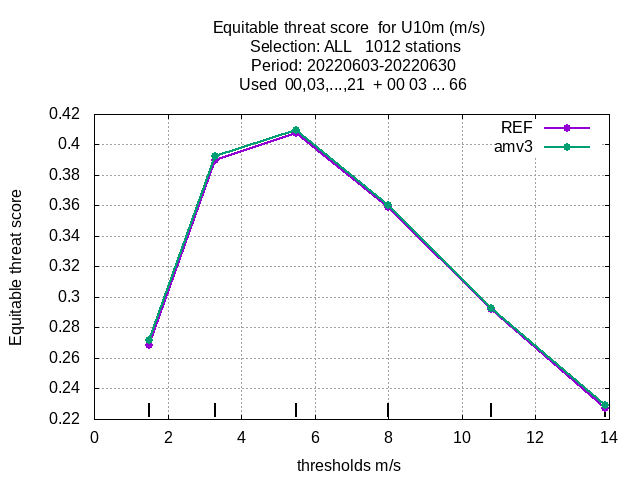 Equitable threat score  for U10m (m/s)
Selection: ALL   1012 stations
Period: 20220603-20220630
Used  00,03,...,21  + 00 03 ... 66
REF
amv3
Equitable threat score
0.42
0.4
0.38
0.36
0.34
0.32
0.3
0.28
0.26
0.24
0.22
0 2 4 6 8 10 12 14
thresholds m/s